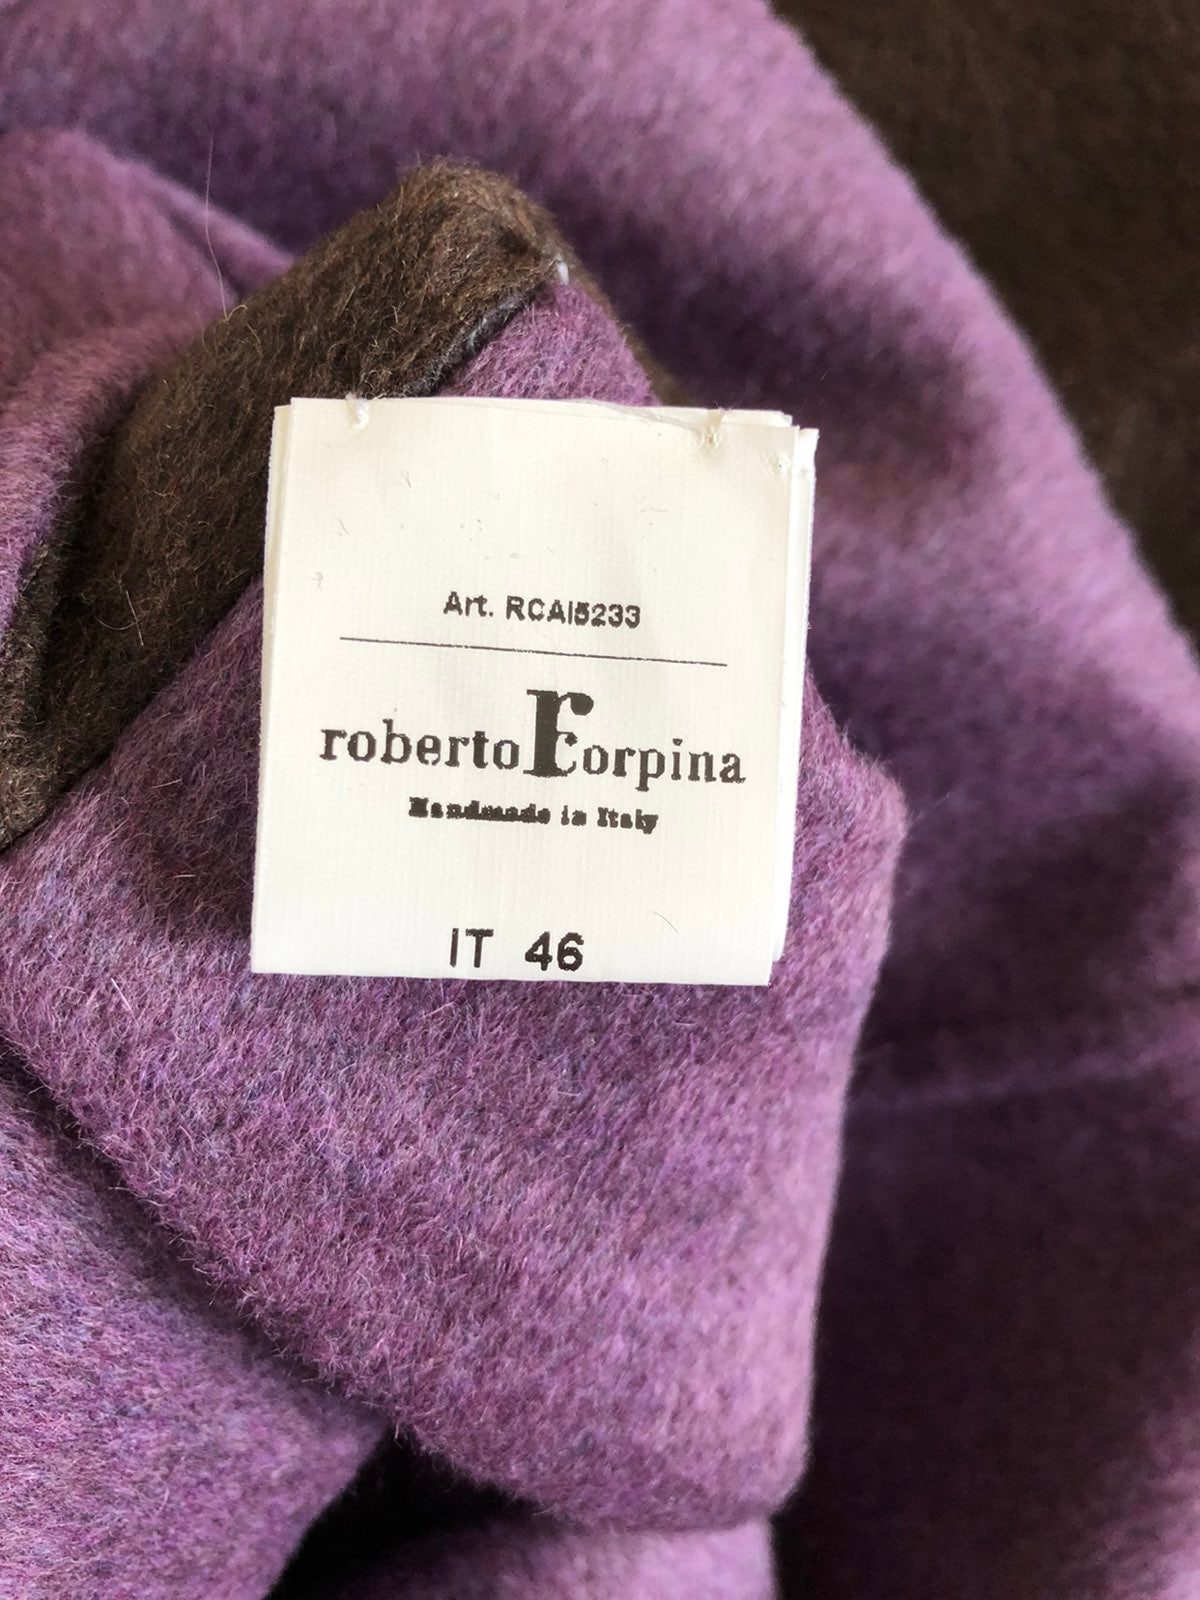 Art. RCAI5233
roberto Corpina
Handmade in Italy
IT 46